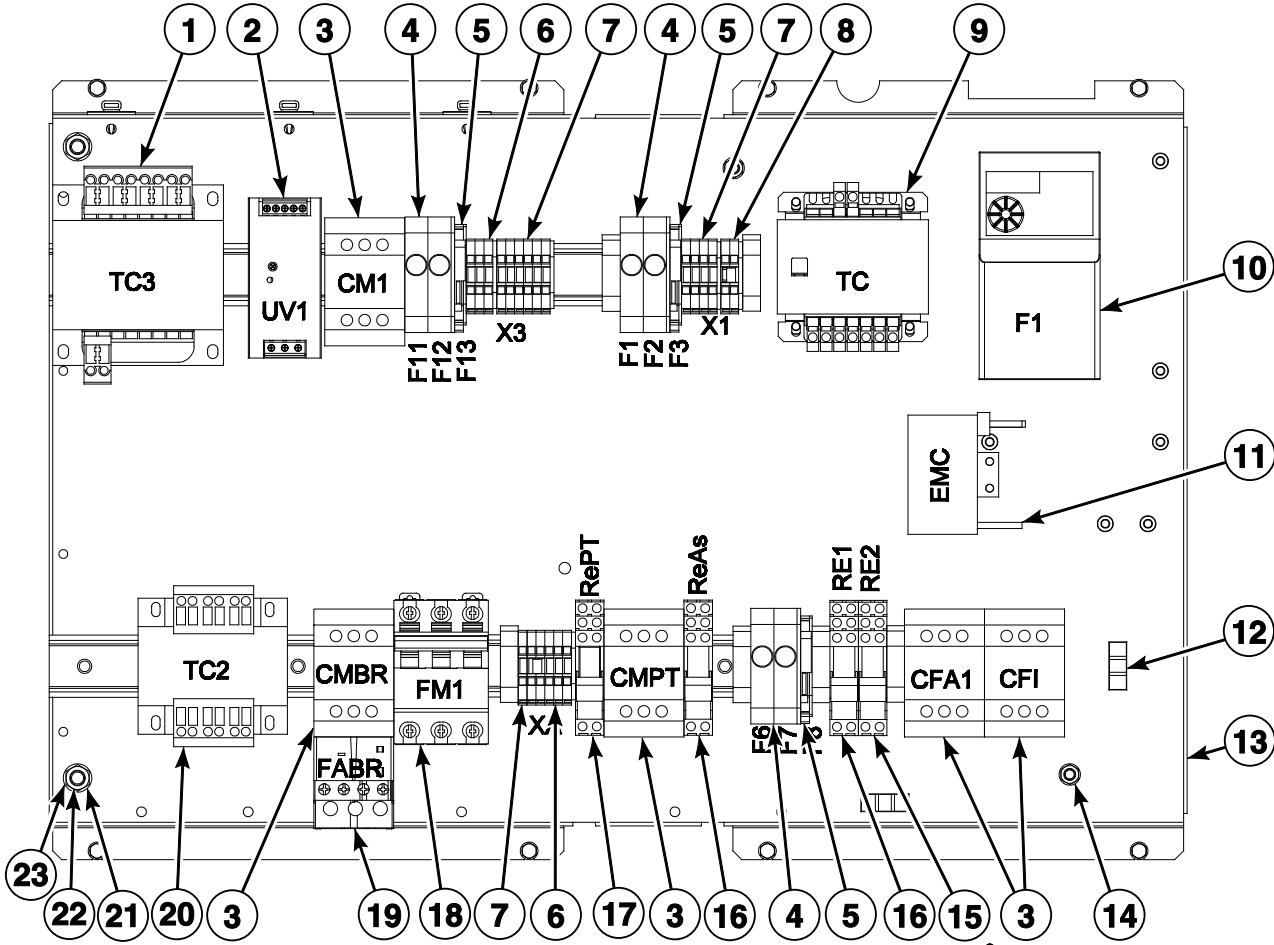 1 2 3 4 5 6 7 4 5 7 8 9
TC3
UV1
CM1
F11
F12
F13
X3
F1
F2
F3
X1
TC
F1
10
EMC
11
RePT
ReAs
RE1
RE2
12
TC2
CMBR
FM1
CMPT
CFA1
CFI
F6
F7
FABR
13
23 22 21 20 3 19 18 7 6 17 3 16 4 5 16 15 3 14